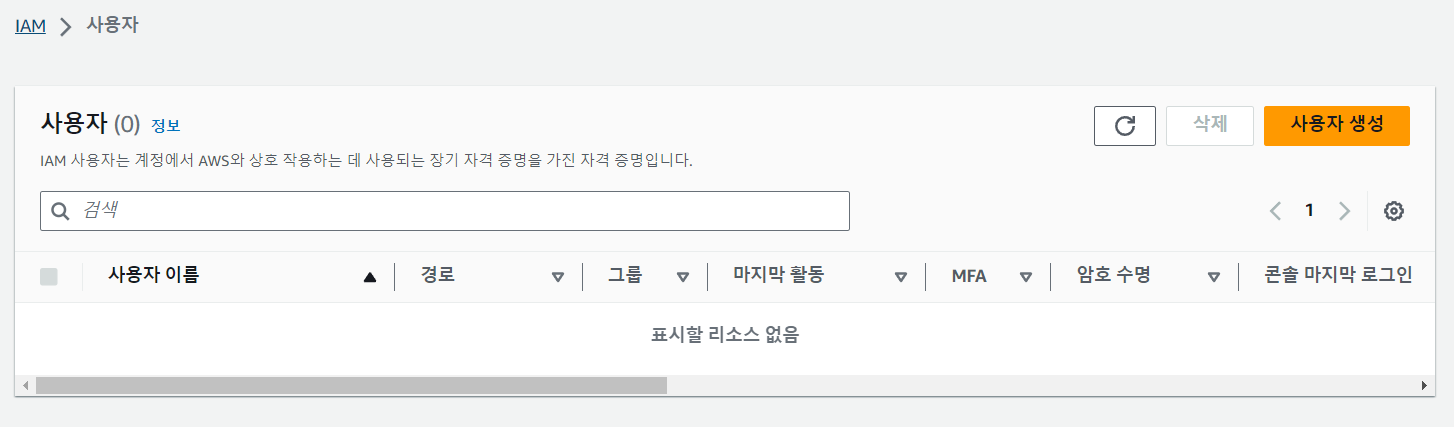 IAM 사용자
사용자 (0) 정보 삭제 사용자 생성
IAM 사용자는 계정에서 AWS와 상호 작용하는 데 사용되는 장기 자격 증명을 가진 자격 증명입니다.
검색 1
사용자 이름 경로 그룹 마지막 활동 MFA 암호 수명 콘솔 마지막 로그인
표시할 리소스 없음